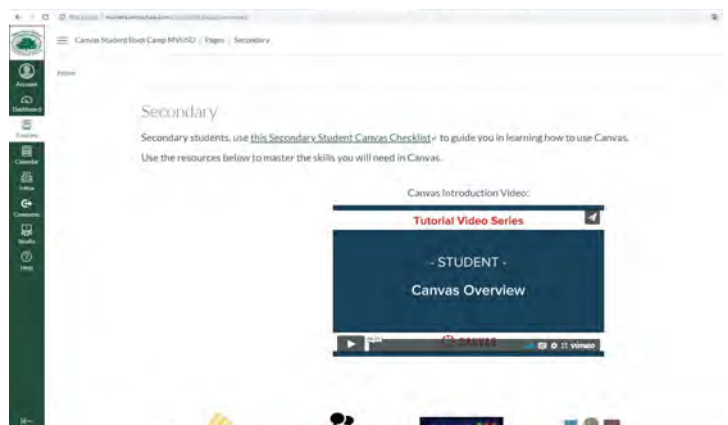 Canvas Student Boot Camp MVUSD / Pages / Secondary
Home
Account
Dashboard
Courses
Calendar
Inbox
Commons
Studio
Help
Secondary
Secondary students, use this Secondary Student Canvas Checklist to guide you in learning how to use Canvas.
Use the resources below to master the skills you will need in Canvas.
Canvas Introduction Video:
Tutorial Video Series
- STUDENT -
Canvas Overview
CANVAS
vimeo